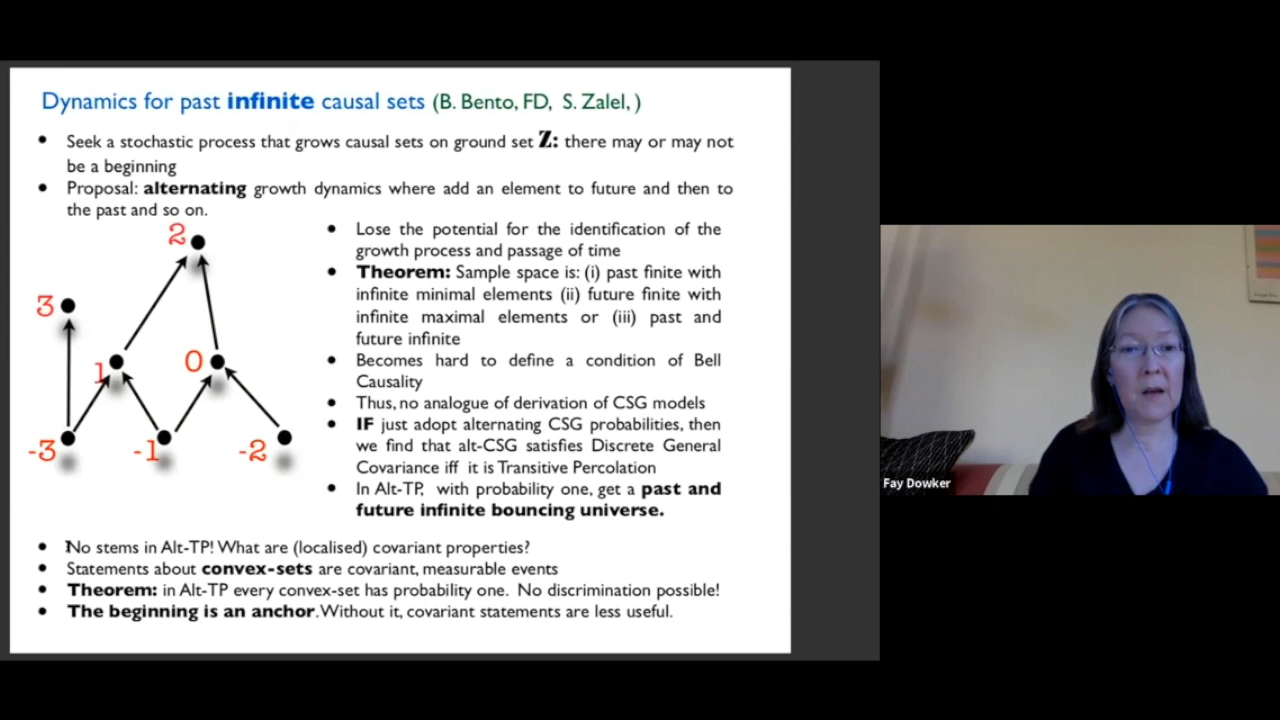 Dynamics for past infinite causal sets (B. Bento, FD, S. Zalel, )
• Seek a stochastic process that grows causal sets on ground set Z: there may or may not
be a beginning
• Proposal: alternating growth dynamics where add an element to future and then to
the past and so on.
2
3
1
0
-3
-1
-2
• Lose the potential for the identification of the
growth process and passage of time
• Theorem: Sample space is: (i) past finite with
infinite minimal elements (ii) future finite with
infinite maximal elements or (iii) past and
future infinite
• Becomes hard to define a condition of Bell
Causality
• Thus, no analogue of derivation of CSG models
• IF just adopt alternating CSG probabilities, then
we find that alt-CSG satisfies Discrete General
Covariance iff it is Transitive Percolation
• In Alt-TP, with probability one, get a past and
future infinite bouncing universe.
• No stems in Alt-TP! What are (localised) covariant properties?
• Statements about convex-sets are covariant, measurable events
• Theorem: in Alt-TP every convex-set has probability one. No discrimination possible!
• The beginning is an anchor. Without it, covariant statements are less useful.
Fay Dowker